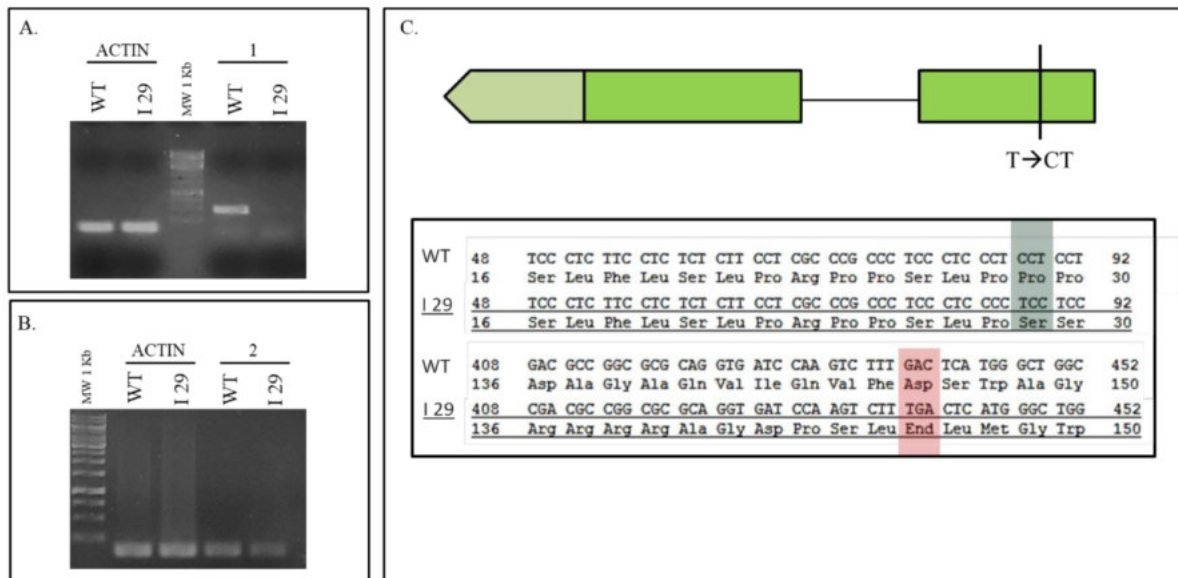 A.
ACTIN 1
WT I 29 MW 1 Kb WT I 29
B.
ACTIN 2
MW 1 Kb WT I 29 WT I 29
C.
T→CT
WT 48 TCC CTC TTC CTC TCT CTT CCT CGC CCG CCC TCC CTC CCT CCT CCT 92
16 Ser Leu Phe Leu Ser Leu Pro Arg Pro Pro Ser Leu Pro Pro Pro 30
I 29 48 TCC CTC TTC CTC TCT CTT CCT CGC CCG CCC TCC CTC CCC TCC TCC 92
16 Ser Leu Phe Leu Ser Leu Pro Arg Pro Pro Ser Leu Pro Ser Ser 30
WT 408 GAC GCC GGC GCG CAG GTG ATC CAA GTC TTT GAC TCA TGG GCT GGC 452
136 Asp Ala Gly Ala Gln Val Ile Gln Val Phe Asp Ser Trp Ala Gly 150
I 29 408 CGA CGC CGG CGC GCA GGT GAT CCA AGT CTT TGA CTC ATG GGC TGG 452
136 Arg Arg Arg Arg Ala Gly Asp Pro Ser Leu End Leu Met Gly Trp 150